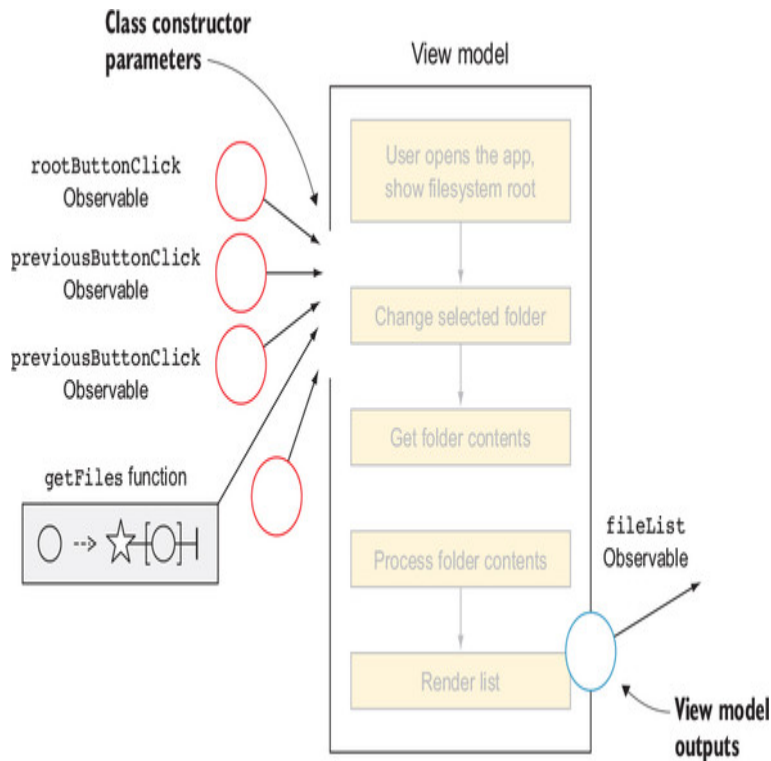 Class constructor
parameters
View model
rootButtonClick
Observable
previousButtonClick
Observable
previousButtonClick
Observable
getFiles function
User opens the app,
show filesystem root
Change selected folder
Get folder contents
Process folder contents
Render list
fileList
Observable
View model
outputs